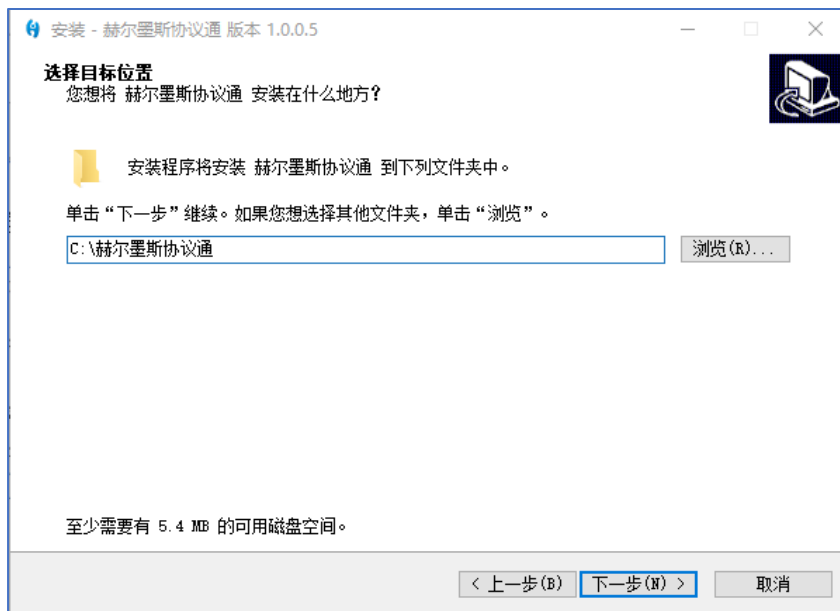 安装 - 赫尔墨斯协议通 版本 1.0.0.5
选择目标位置
您想将 赫尔墨斯协议通 安装在什么地方?
安装程序将安装 赫尔墨斯协议通 到下列文件夹中。
单击“下一步”继续。如果您想选择其他文件夹，单击“浏览”。
C:\赫尔墨斯协议通
浏览(R)...
至少需要有 5.4 MB 的可用磁盘空间。
< 上一步(B) 下一步(N) > 取消